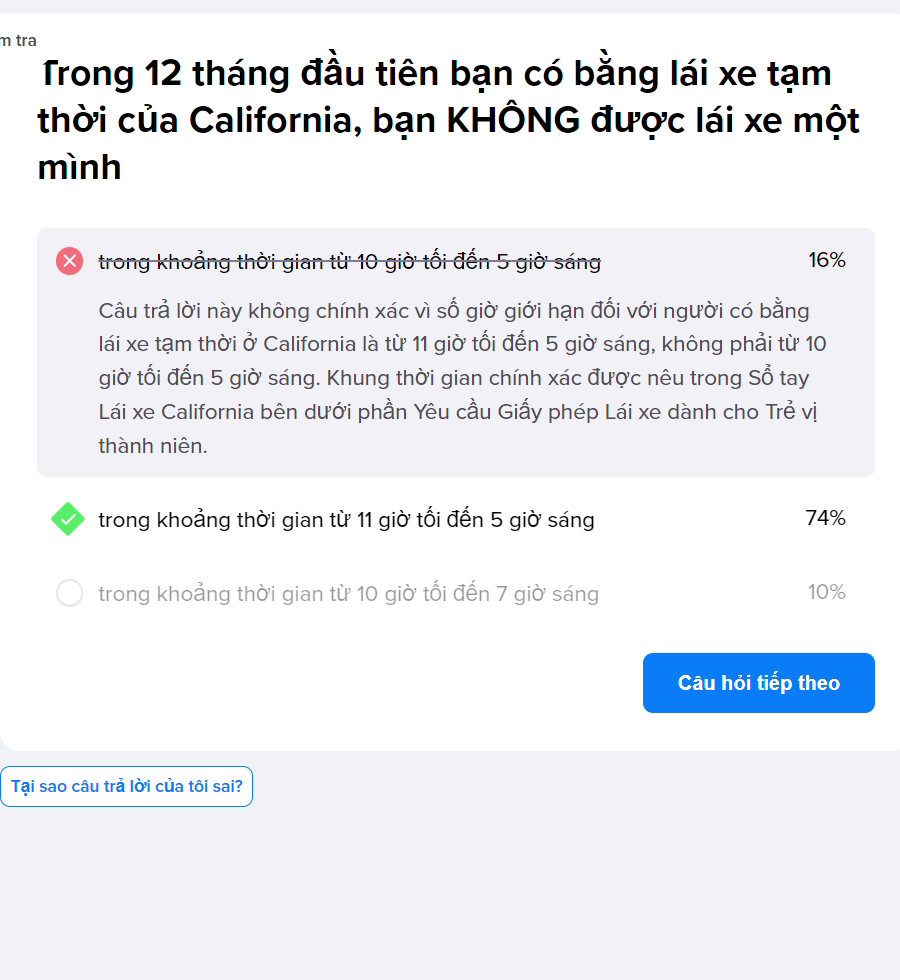 m tra
Trong 12 tháng đầu tiên bạn có bằng lái xe tạm
thời của California, bạn KHÔNG được lái xe một
mình
trong khoảng thời gian từ 10 giờ tối đến 5 giờ sáng 16%
Câu trả lời này không chính xác vì số giờ giới hạn đối với người có bằng
lái xe tạm thời ở California là từ 11 giờ tối đến 5 giờ sáng, không phải từ 10
giờ tối đến 5 giờ sáng. Khung thời gian chính xác được nêu trong Sổ tay
Lái xe California bên dưới phần Yêu cầu Giấy phép Lái xe dành cho Trẻ vị
thành niên.
trong khoảng thời gian từ 11 giờ tối đến 5 giờ sáng 74%
trong khoảng thời gian từ 10 giờ tối đến 7 giờ sáng 10%
Câu hỏi tiếp theo
Tại sao câu trả lời của tôi sai?